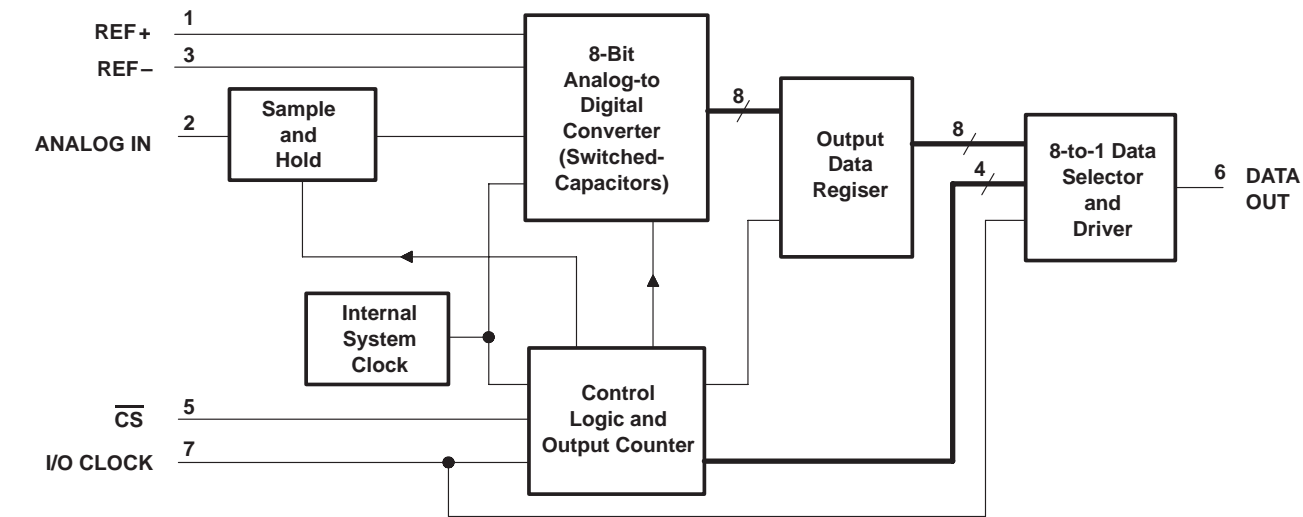 REF+
1
REF–
3
ANALOG IN
2
Sample
and
Hold
8-Bit
Analog-to
Digital
Converter
(Switched-
Capacitors)
8
Output
Data
Regiser
8
4
8-to-1 Data
Selector
and
Driver
6
DATA
OUT
Internal
System
Clock
Control
Logic and
Output Counter
CS
5
I/O CLOCK
7